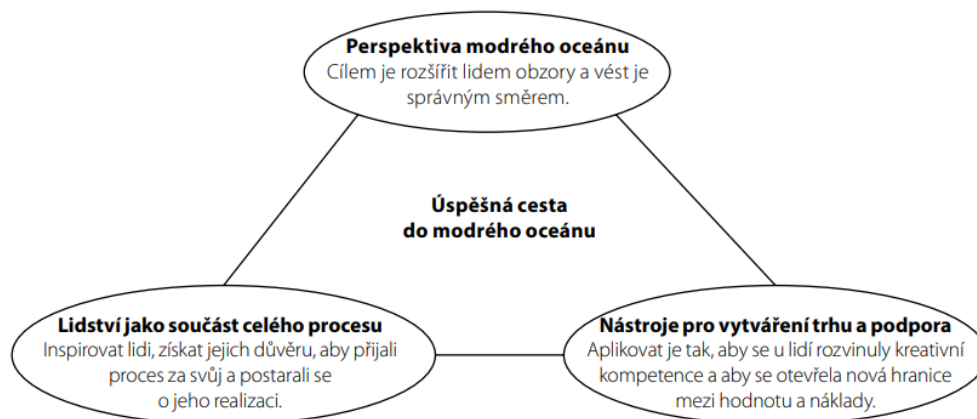 Perspektiva modrého oceánu
Cílem je rozšířit lidem obzory a vést je
správným směrem.
Úspěšná cesta
do modrého oceánu
Lidství jako součást celého procesu
Inspirovat lidi, získat jejich důvěru, aby přijali
proces za svůj a postarali se
o jeho realizaci.
Nástroje pro vytváření trhu a podpora
Aplikovat je tak, aby se u lidí rozvinuly kreativní
kompetence a aby se otevřela nová hranice
mezi hodnotu a náklady.